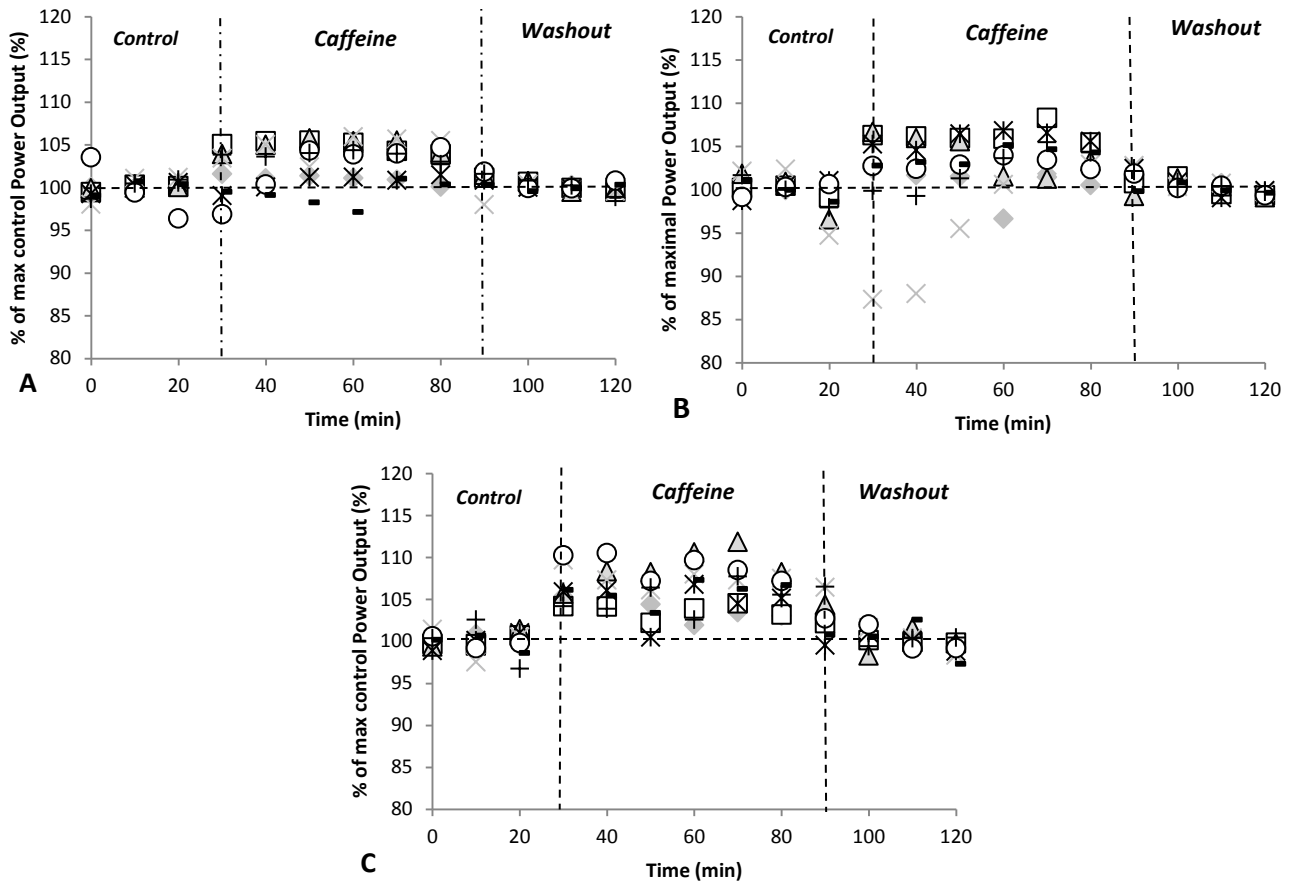 % of max control Power Output (%)
120
115
110
105
100
95
90
85
80
Control
Caffeine
Washout
0 20 40 60 80 100 120
Time (min)
A
% of maximal Power Output (%)
120
115
110
105
100
95
90
85
80
Control
Caffeine
Washout
0 20 40 60 80 100 120
Time (min)
B
% of max control Power Output (%)
120
115
110
105
100
95
90
85
80
Control
Caffeine
Washout
0 20 40 60 80 100 120
Time (min)
C